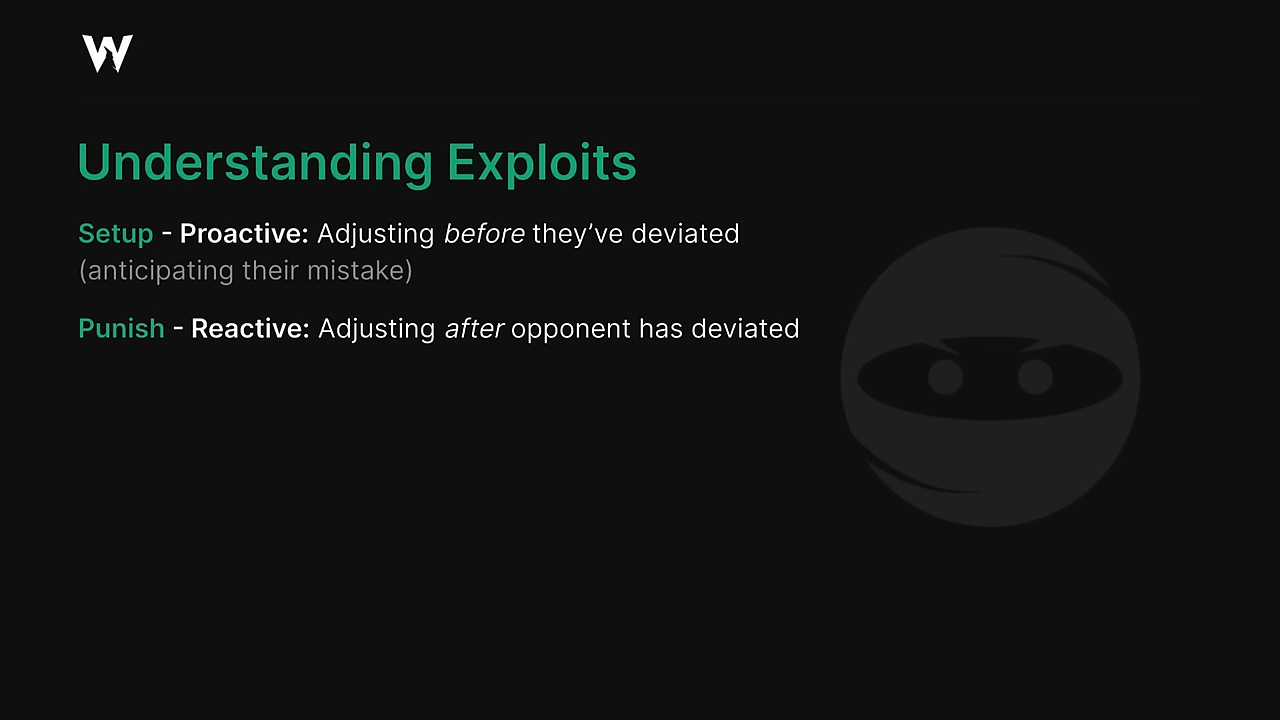 W
Understanding Exploits
Setup - Proactive: Adjusting before they’ve deviated
(anticipating their mistake)
Punish - Reactive: Adjusting after opponent has deviated